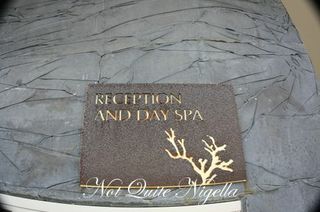 RECEPTION
AND DAY SPA
Not Quite Nigella